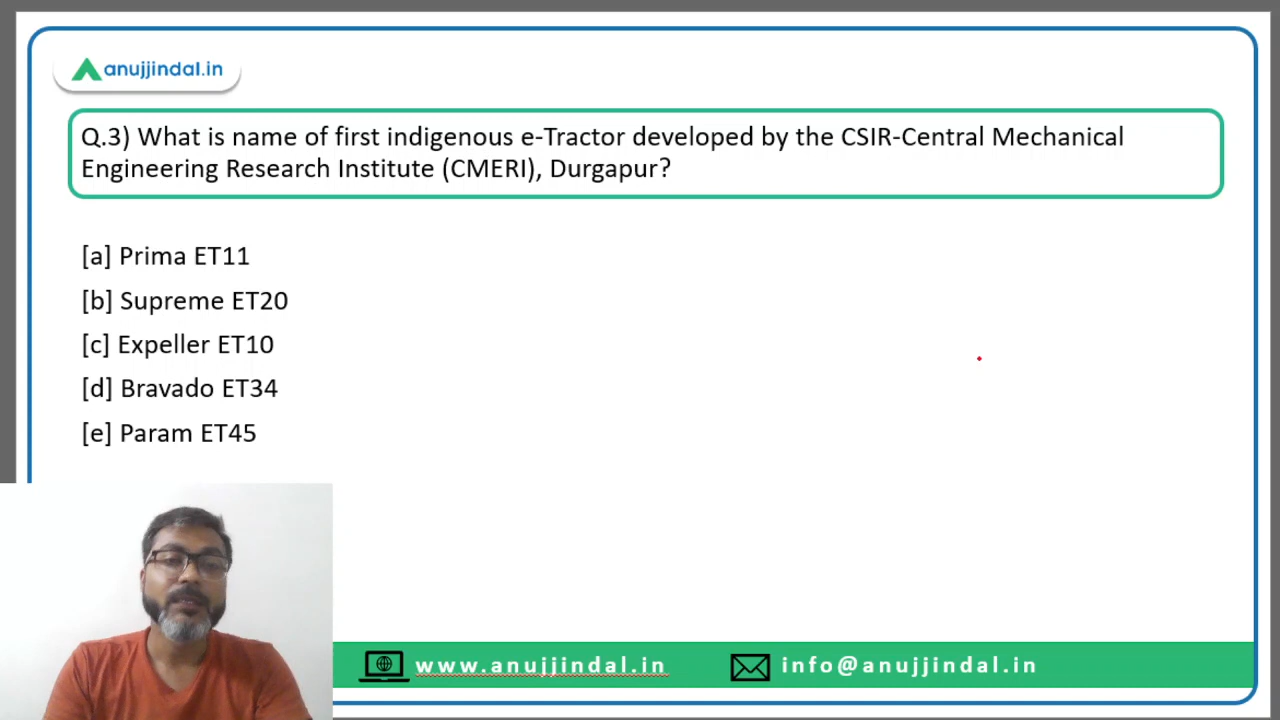 anujjindal.in
Q.3) What is name of first indigenous e-Tractor developed by the CSIR-Central Mechanical
Engineering Research Institute (CMERI), Durgapur?
[a] Prima ET11
[b] Supreme ET20
[c] Expeller ET10
[d] Bravado ET34
[e] Param ET45
www.anujjindal.in
info@anujjindal.in